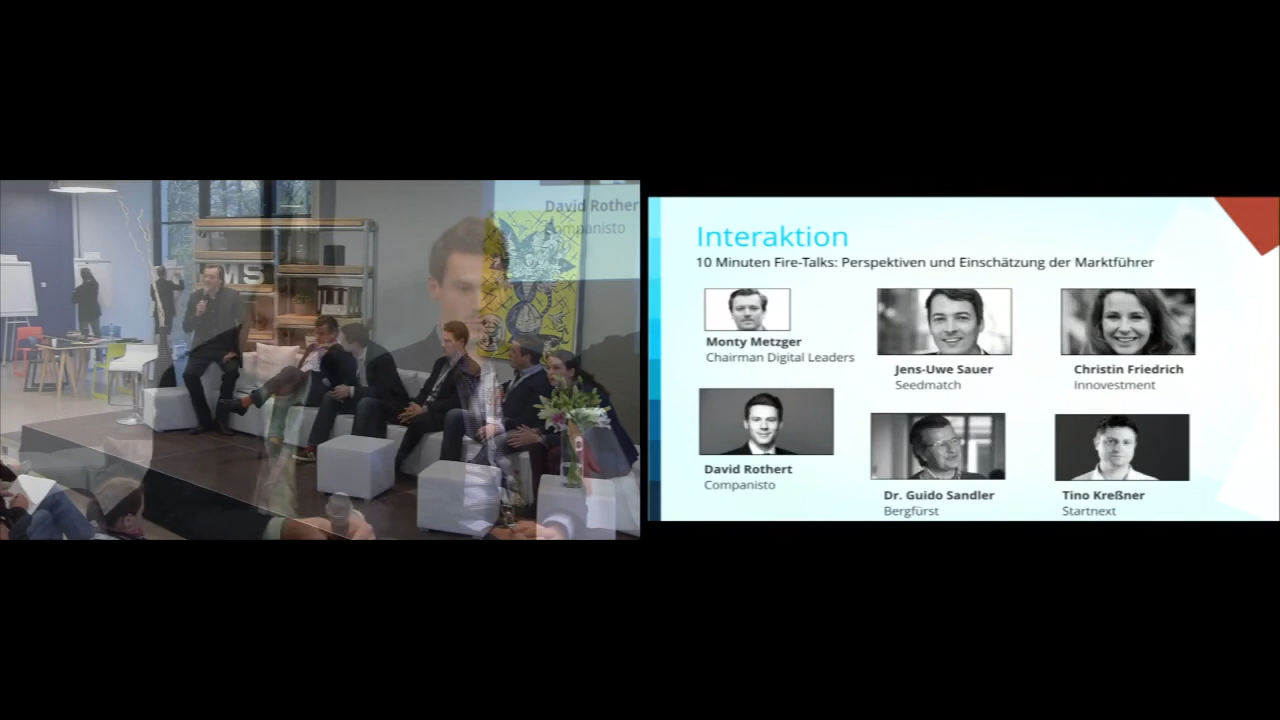 David Rother
Companisto
MS
Interaktion
10 Minuten Fire-Talks: Perspektiven und Einschätzung der Marktführer
Monty Metzger
Chairman Digital Leaders
Jens-Uwe Sauer
Seedmatch
Christin Friedrich
Innovestment
David Rothert
Companisto
Dr. Guido Sandler
Bergfürst
Tino Kreßner
Startnext